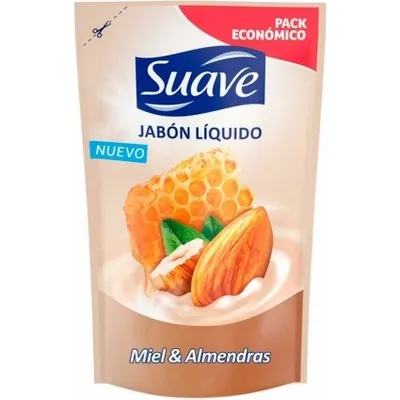 PACK
ECONÓMICO
Suave
JABÓN LÍQUIDO
NUEVO
Miel & Almendras